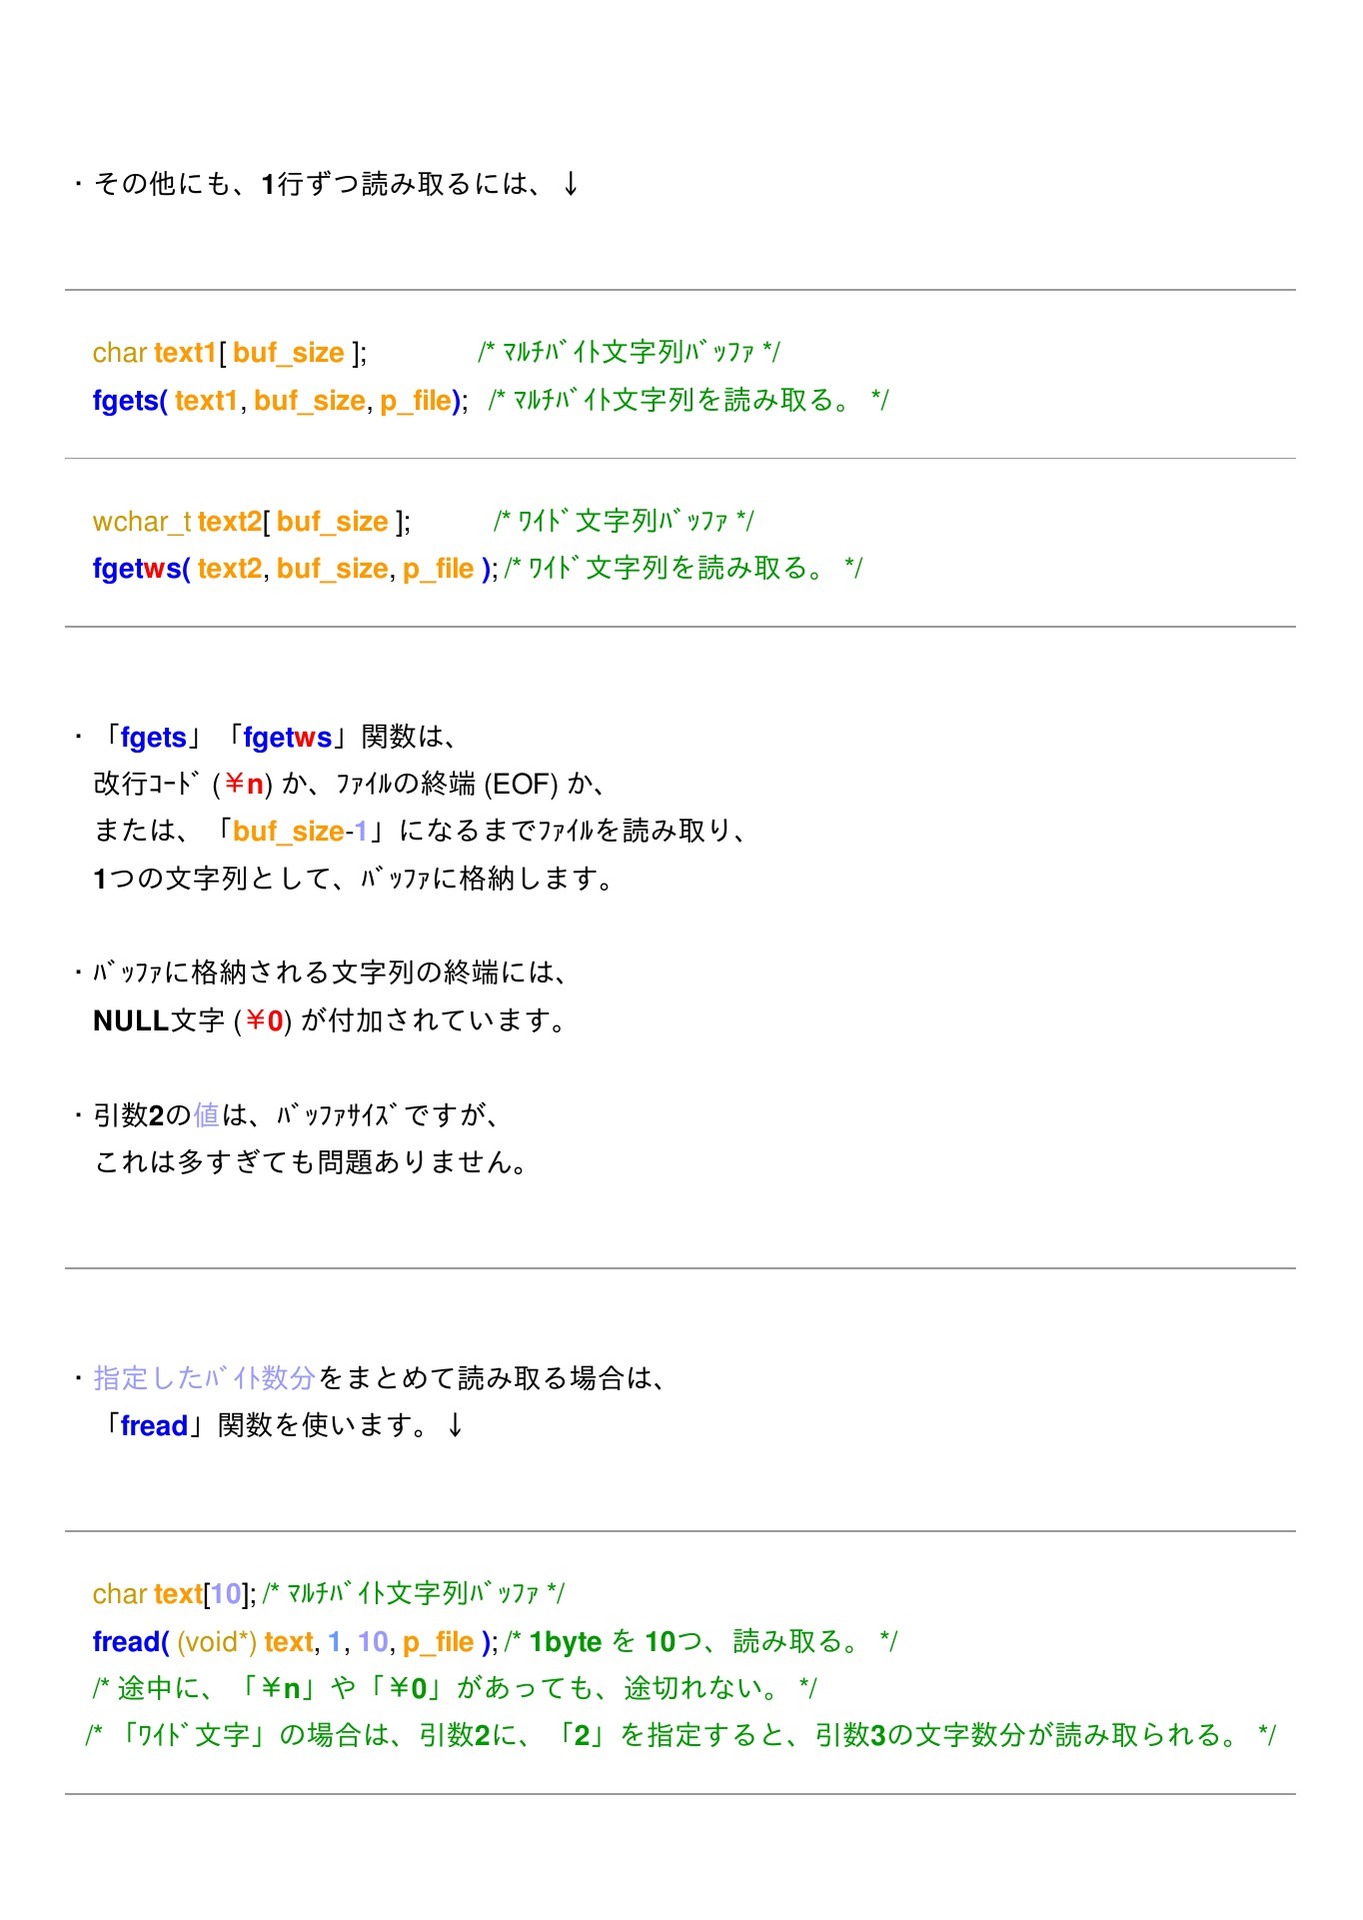 ・その他にも、1行ずつ読み取るには、↓
char text1[ buf_size ]; /* ﾏﾙﾁﾊﾞｲﾄ文字列ﾊﾞｯﾌｧ */
fgets( text1, buf_size, p_file); /* ﾏﾙﾁﾊﾞｲﾄ文字列を読み取る。 */
wchar_t text2[ buf_size ]; /* ﾜｲﾄﾞ文字列ﾊﾞｯﾌｧ */
fgetws( text2, buf_size, p_file ); /* ﾜｲﾄﾞ文字列を読み取る。 */
・「fgets」「fgetws」関数は、
改行ｺｰﾄﾞ (￥n) か、ﾌｧｲﾙの終端 (EOF) か、
または、「buf_size-1」になるまでﾌｧｲﾙを読み取り、
1つの文字列として、ﾊﾞｯﾌｧに格納します。
・ﾊﾞｯﾌｧに格納される文字列の終端には、
NULL文字 (￥0) が付加されています。
・引数2の値は、ﾊﾞｯﾌｧｻｲｽﾞですが、
これは多すぎても問題ありません。
・指定したﾊﾞｲﾄ数分をまとめて読み取る場合は、
「fread」関数を使います。↓
char text[10]; /* ﾏﾙﾁﾊﾞｲﾄ文字列ﾊﾞｯﾌｧ */
fread( (void*) text, 1, 10, p_file ); /* 1byte を 10つ、読み取る。 */
/* 途中に、「￥n」や「￥0」があっても、途切れない。 */
/* 「ﾜｲﾄﾞ文字」の場合は、引数2に、「2」を指定すると、引数3の文字数分が読み取られる。 */